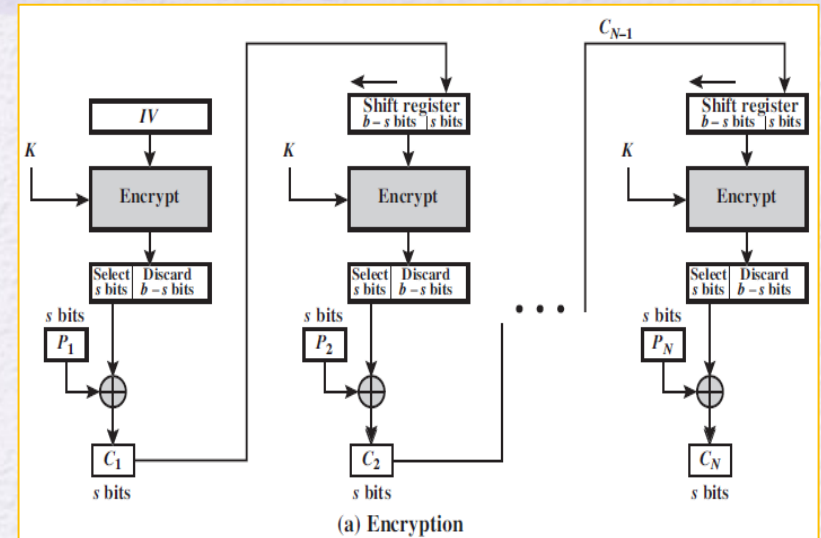 C_{N–1}
IV
Shift register
b – s bits | s bits
Shift register
b – s bits | s bits
K
K
K
Encrypt
Encrypt
Encrypt
Select Discard
s bits b – s bits
Select Discard
s bits b – s bits
Select Discard
s bits b – s bits
• • •
s bits
s bits
s bits
P_1
P_2
P_N
C_1
C_2
C_N
s bits
s bits
s bits
(a) Encryption